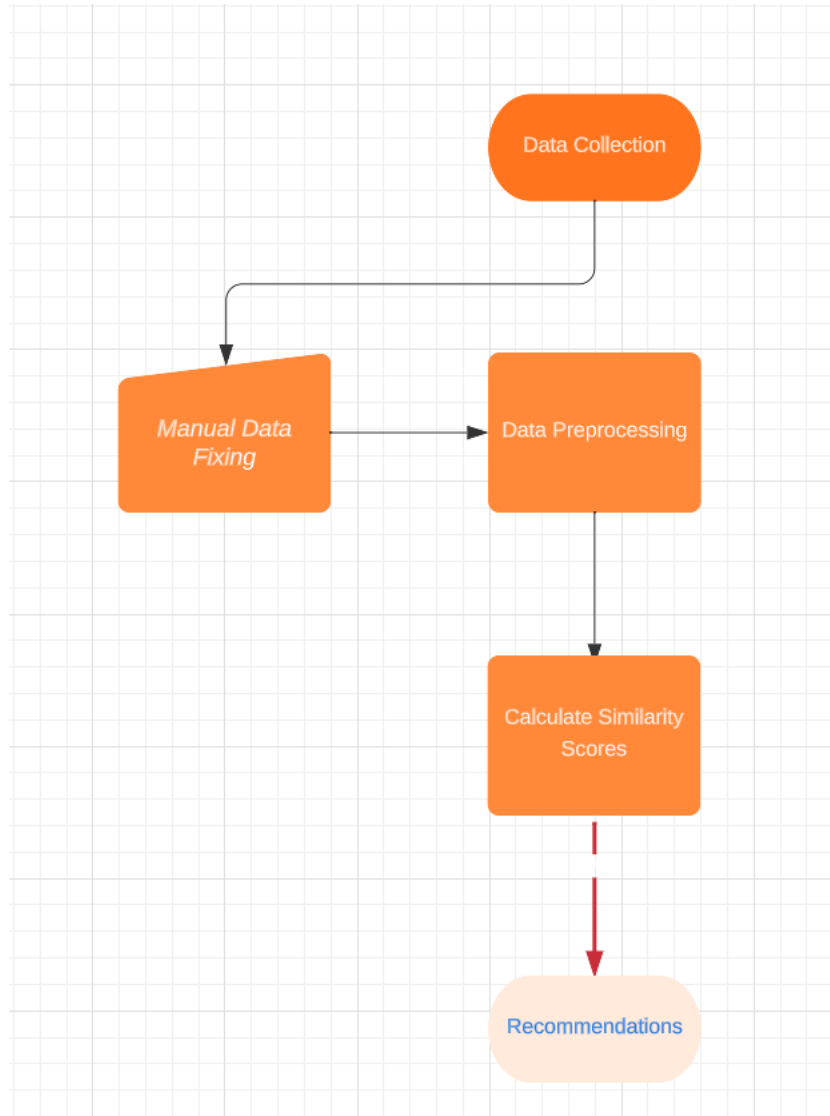 Data Collection
Manual Data
Fixing
Data Preprocessing
Calculate Similarity
Scores
Recommendations